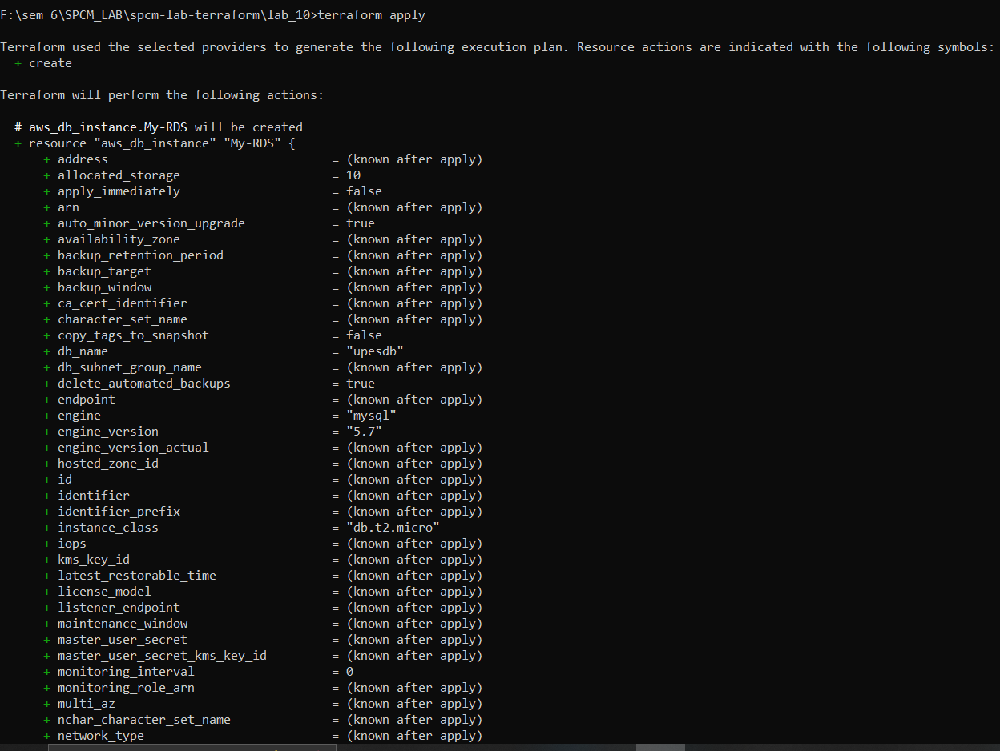 F:\sem 6\SPCM_LAB\spcm-lab-terraform\lab_10>terraform apply
Terraform used the selected providers to generate the following execution plan. Resource actions are indicated with the following symbols:
+ create
Terraform will perform the following actions:
# aws_db_instance.My-RDS will be created
+ resource "aws_db_instance" "My-RDS" {
+ address = (known after apply)
+ allocated_storage = 10
+ apply_immediately = false
+ arn = (known after apply)
+ auto_minor_version_upgrade = true
+ availability_zone = (known after apply)
+ backup_retention_period = (known after apply)
+ backup_target = (known after apply)
+ backup_window = (known after apply)
+ ca_cert_identifier = (known after apply)
+ character_set_name = (known after apply)
+ copy_tags_to_snapshot = false
+ db_name = "upesdb"
+ db_subnet_group_name = (known after apply)
+ delete_automated_backups = true
+ endpoint = (known after apply)
+ engine = "mysql"
+ engine_version = "5.7"
+ engine_version_actual = (known after apply)
+ hosted_zone_id = (known after apply)
+ id = (known after apply)
+ identifier = (known after apply)
+ identifier_prefix = (known after apply)
+ instance_class = "db.t2.micro"
+ iops = (known after apply)
+ kms_key_id = (known after apply)
+ latest_restorable_time = (known after apply)
+ license_model = (known after apply)
+ listener_endpoint = (known after apply)
+ maintenance_window = (known after apply)
+ master_user_secret = (known after apply)
+ master_user_secret_kms_key_id = (known after apply)
+ monitoring_interval = 0
+ monitoring_role_arn = (known after apply)
+ multi_az = (known after apply)
+ nchar_character_set_name = (known after apply)
+ network_type = (known after apply)